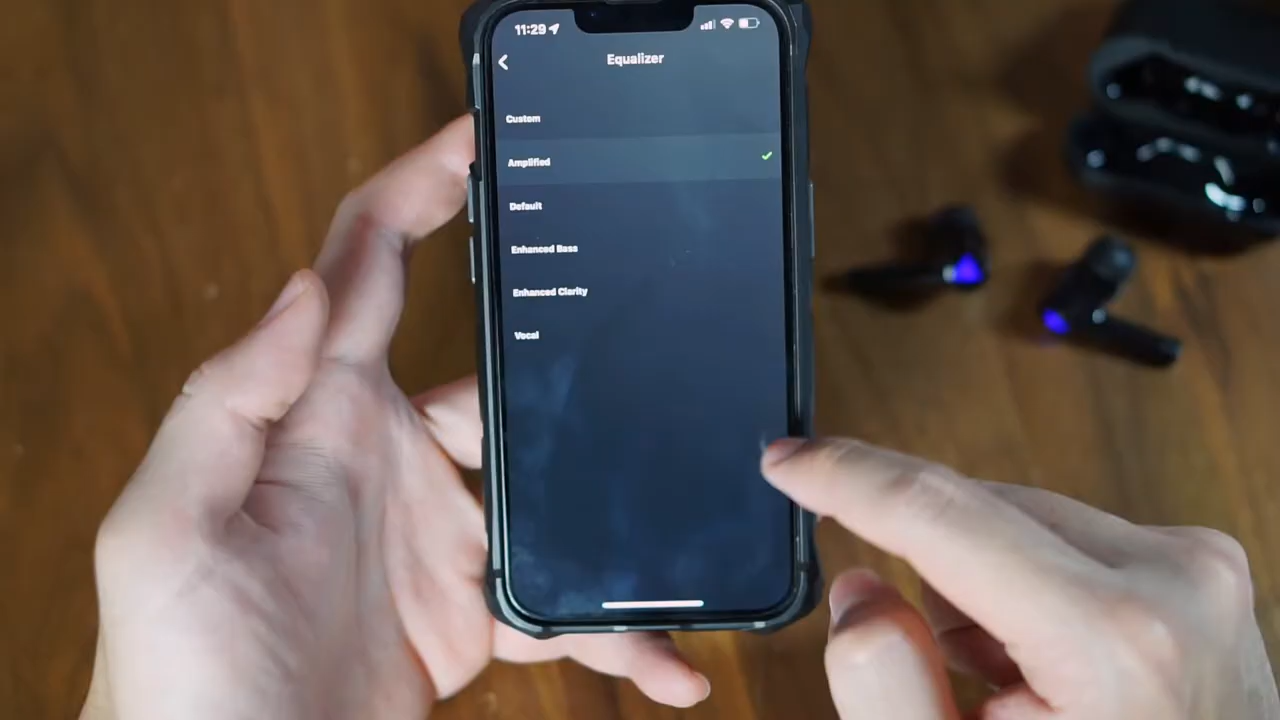 11:29
Equalizer
Custom
Amplified
Default
Enhanced Bass
Enhanced Clarity
Vocal